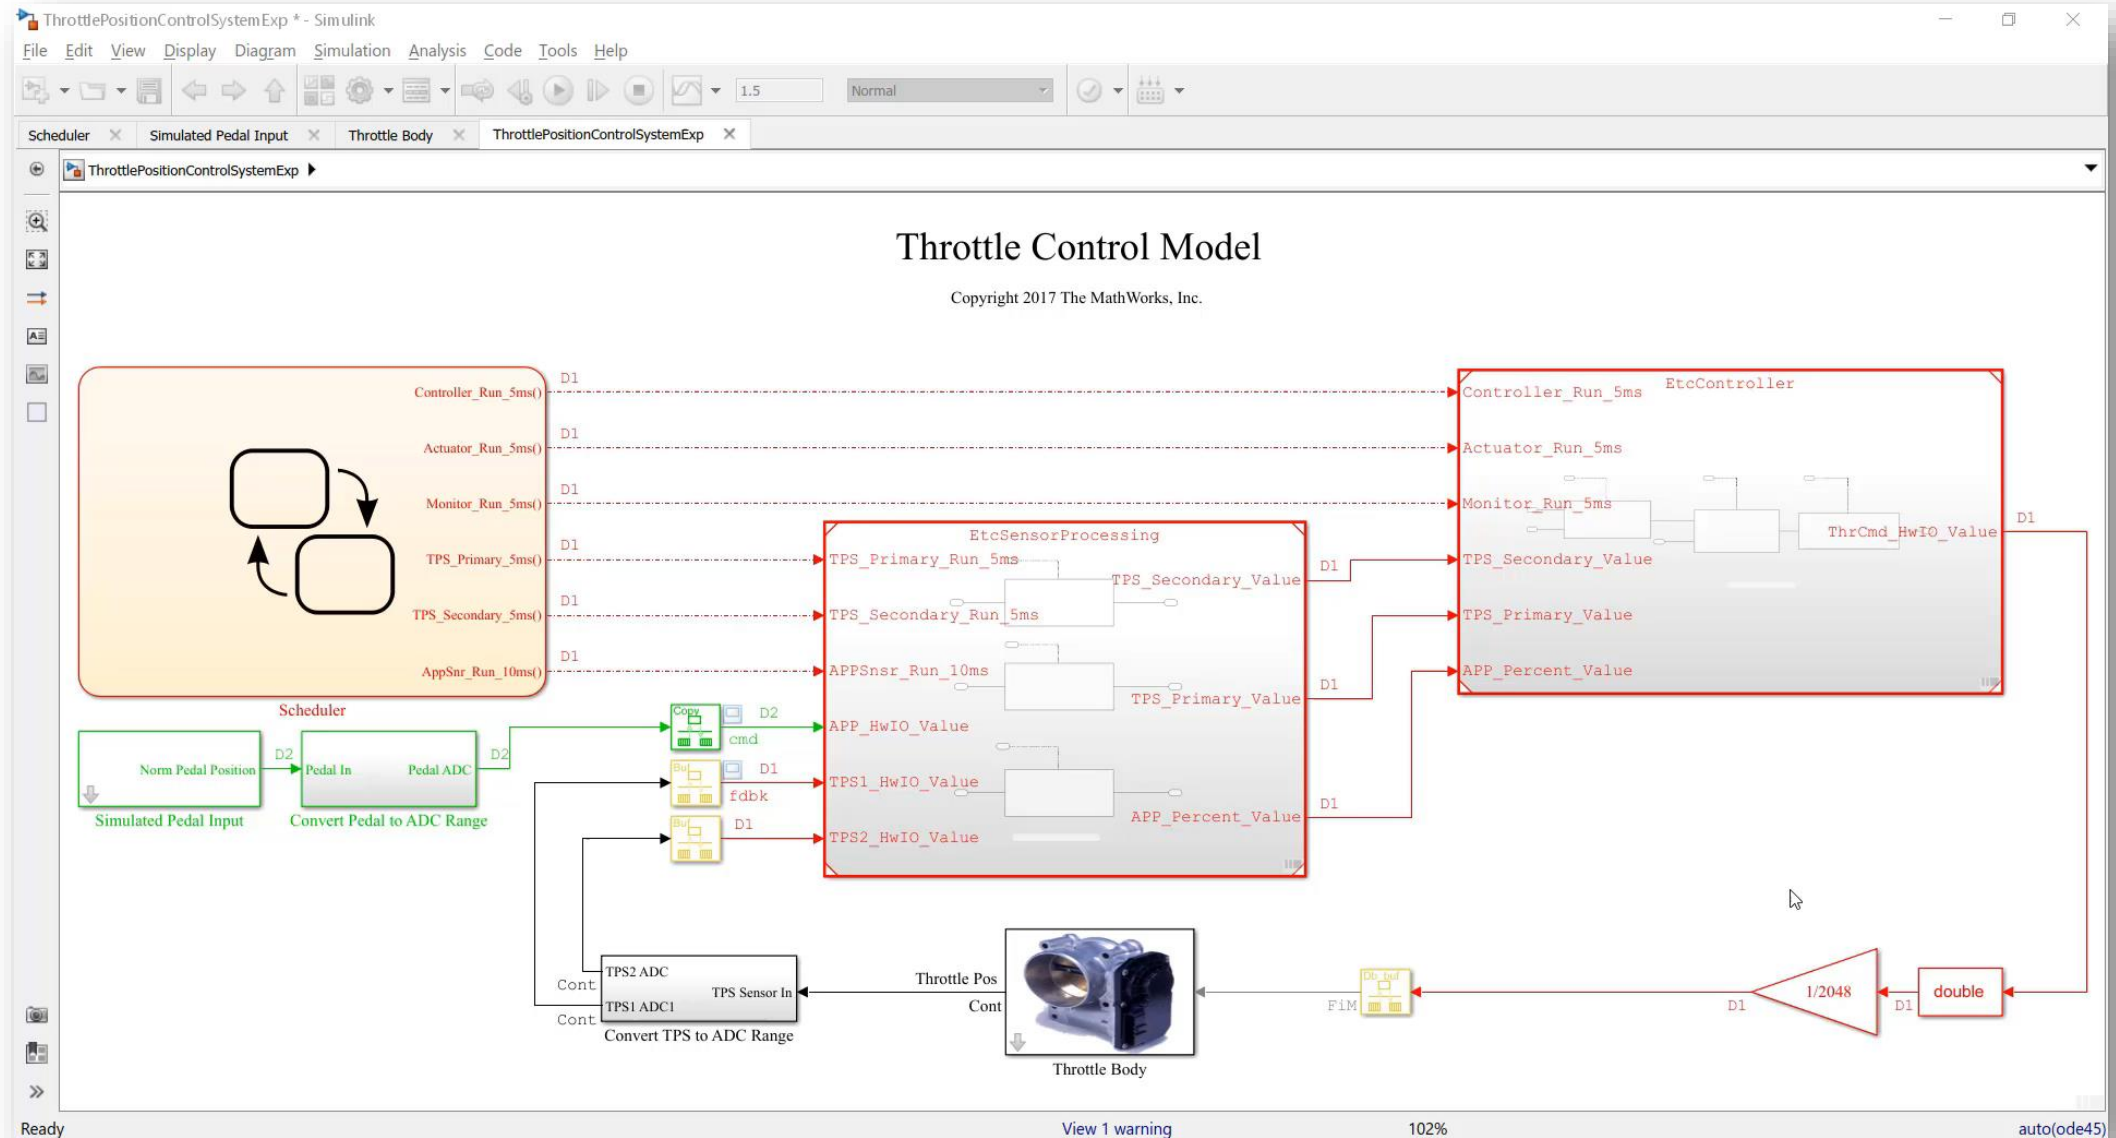 ThrottlePositionControlSystemExp * - Simulink
File Edit View Display Diagram Simulation Analysis Code Tools Help
1.5 Normal
Scheduler Simulated Pedal Input Throttle Body ThrottlePositionControlSystemExp
ThrottlePositionControlSystemExp
Throttle Control Model
Copyright 2017 The MathWorks, Inc.
Controller_Run_5ms()
D1
Actuator_Run_5ms()
D1
Monitor_Run_5ms()
D1
TPS_Primary_5ms()
D1
TPS_Secondary_5ms()
D1
AppSnr_Run_10ms()
D1
Scheduler
EtcController
Controller_Run_5ms
Actuator_Run_5ms
Monitor_Run_5ms
TPS_Secondary_Value
TPS_Primary_Value
APP_Percent_Value
ThrCmd_HwIO_Value
D1
EtcSensorProcessing
TPS_Primary_Run_5ms
TPS_Secondary_Run_5ms
APPSnsr_Run_10ms
APP_HwIO_Value
TPS1_HwIO_Value
TPS2_HwIO_Value
TPS_Secondary_Value
D1
TPS_Primary_Value
D1
APP_Percent_Value
D1
Norm Pedal Position
D2
Simulated Pedal Input
Pedal In
Pedal ADC
D2
Convert Pedal to ADC Range
Copy
D2
cmd
Buf
D1
fdbk
Buf
D1
TPS2 ADC
TPS1 ADC1
TPS Sensor In
Cont
Cont
Convert TPS to ADC Range
Throttle Pos
Cont
Throttle Body
FiM
Db_buf
D1
1/2048
D1
double
Ready
View 1 warning
102%
auto(ode45)